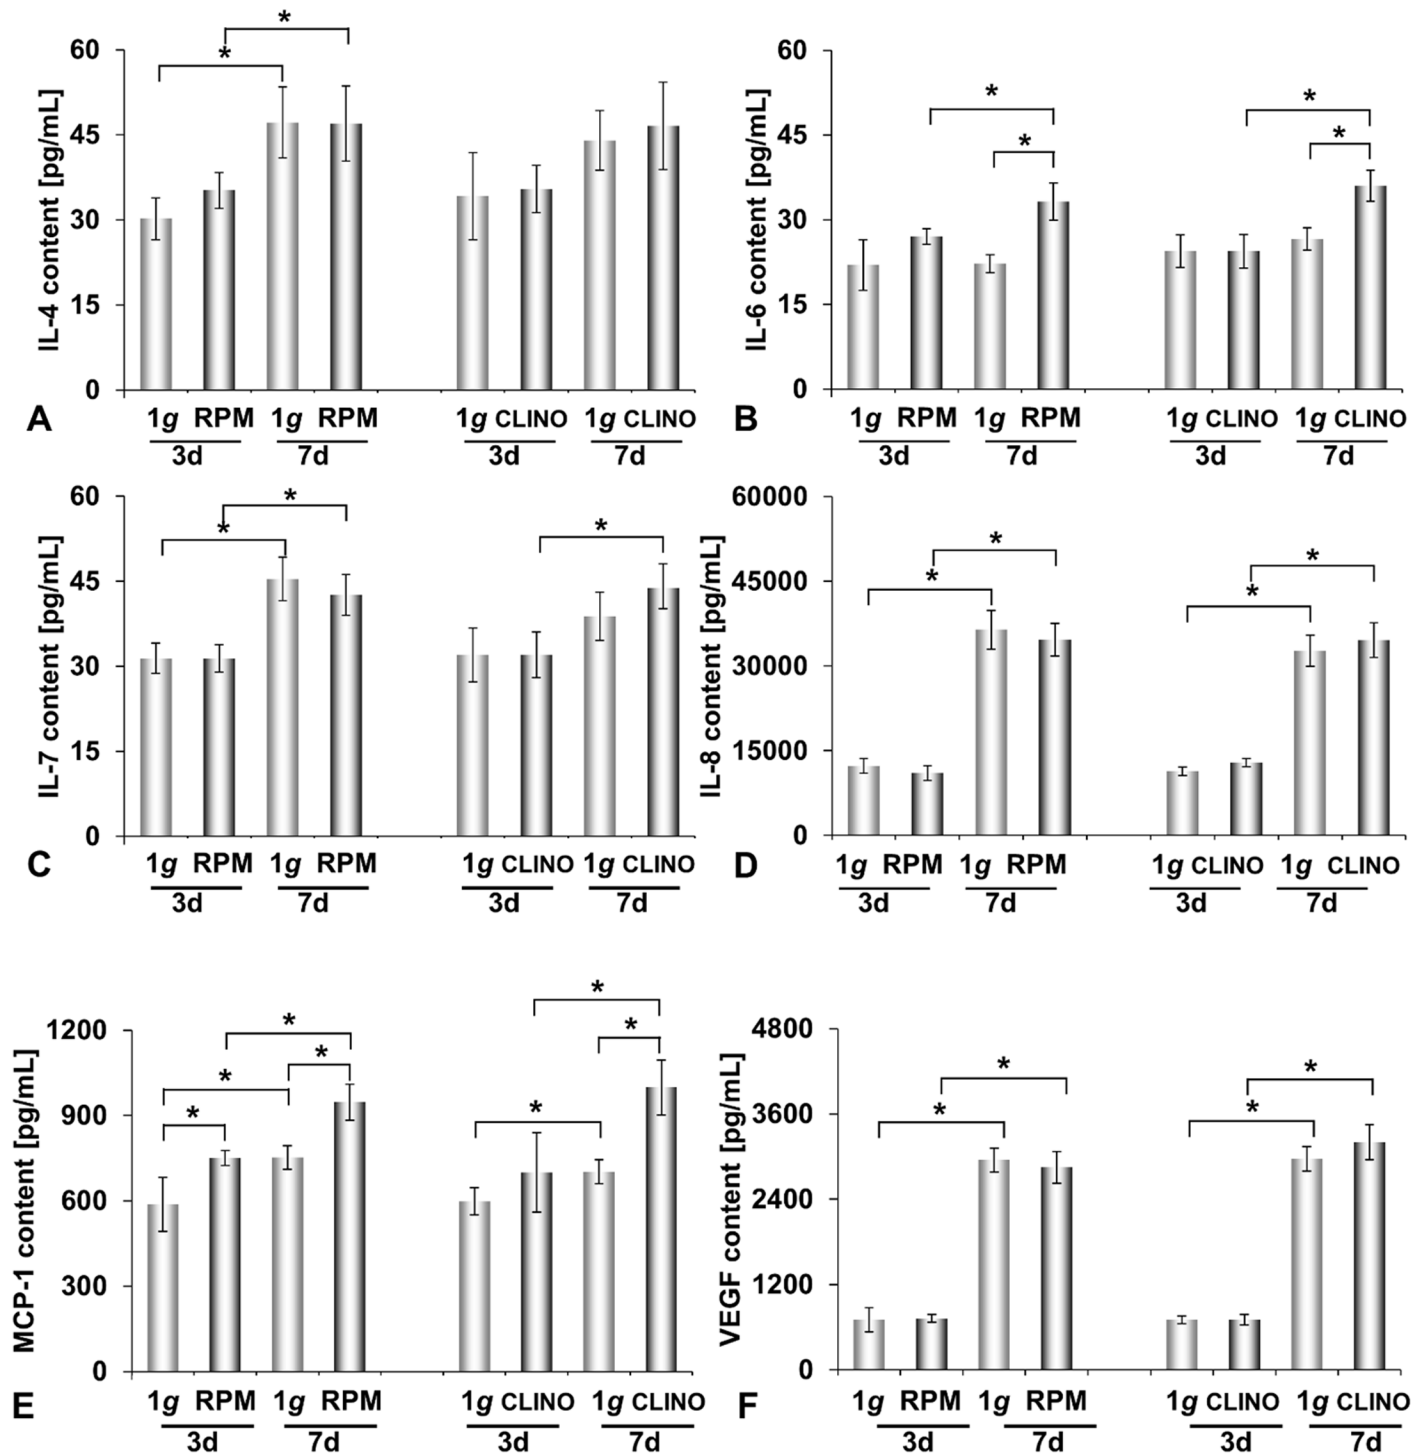 *
*
60
45
30
15
0
IL-4 content [pg/mL]
1g RPM 1g RPM 1g CLINO 1g CLINO
3d 7d 3d 7d
A
*
*
*
*
60
45
30
15
0
IL-6 content [pg/mL]
1g RPM 1g RPM 1g CLINO 1g CLINO
3d 7d 3d 7d
B
*
*
*
60
45
30
15
0
IL-7 content [pg/mL]
1g RPM 1g RPM 1g CLINO 1g CLINO
3d 7d 3d 7d
C
*
*
*
*
60000
45000
30000
15000
0
IL-8 content [pg/mL]
1g RPM 1g RPM 1g CLINO 1g CLINO
3d 7d 3d 7d
D
*
*
*
*
*
*
*
1200
900
600
300
0
MCP-1 content [pg/mL]
1g RPM 1g RPM 1g CLINO 1g CLINO
3d 7d 3d 7d
E
*
*
*
*
4800
3600
2400
1200
0
VEGF content [pg/mL]
1g RPM 1g RPM 1g CLINO 1g CLINO
3d 7d 3d 7d
F